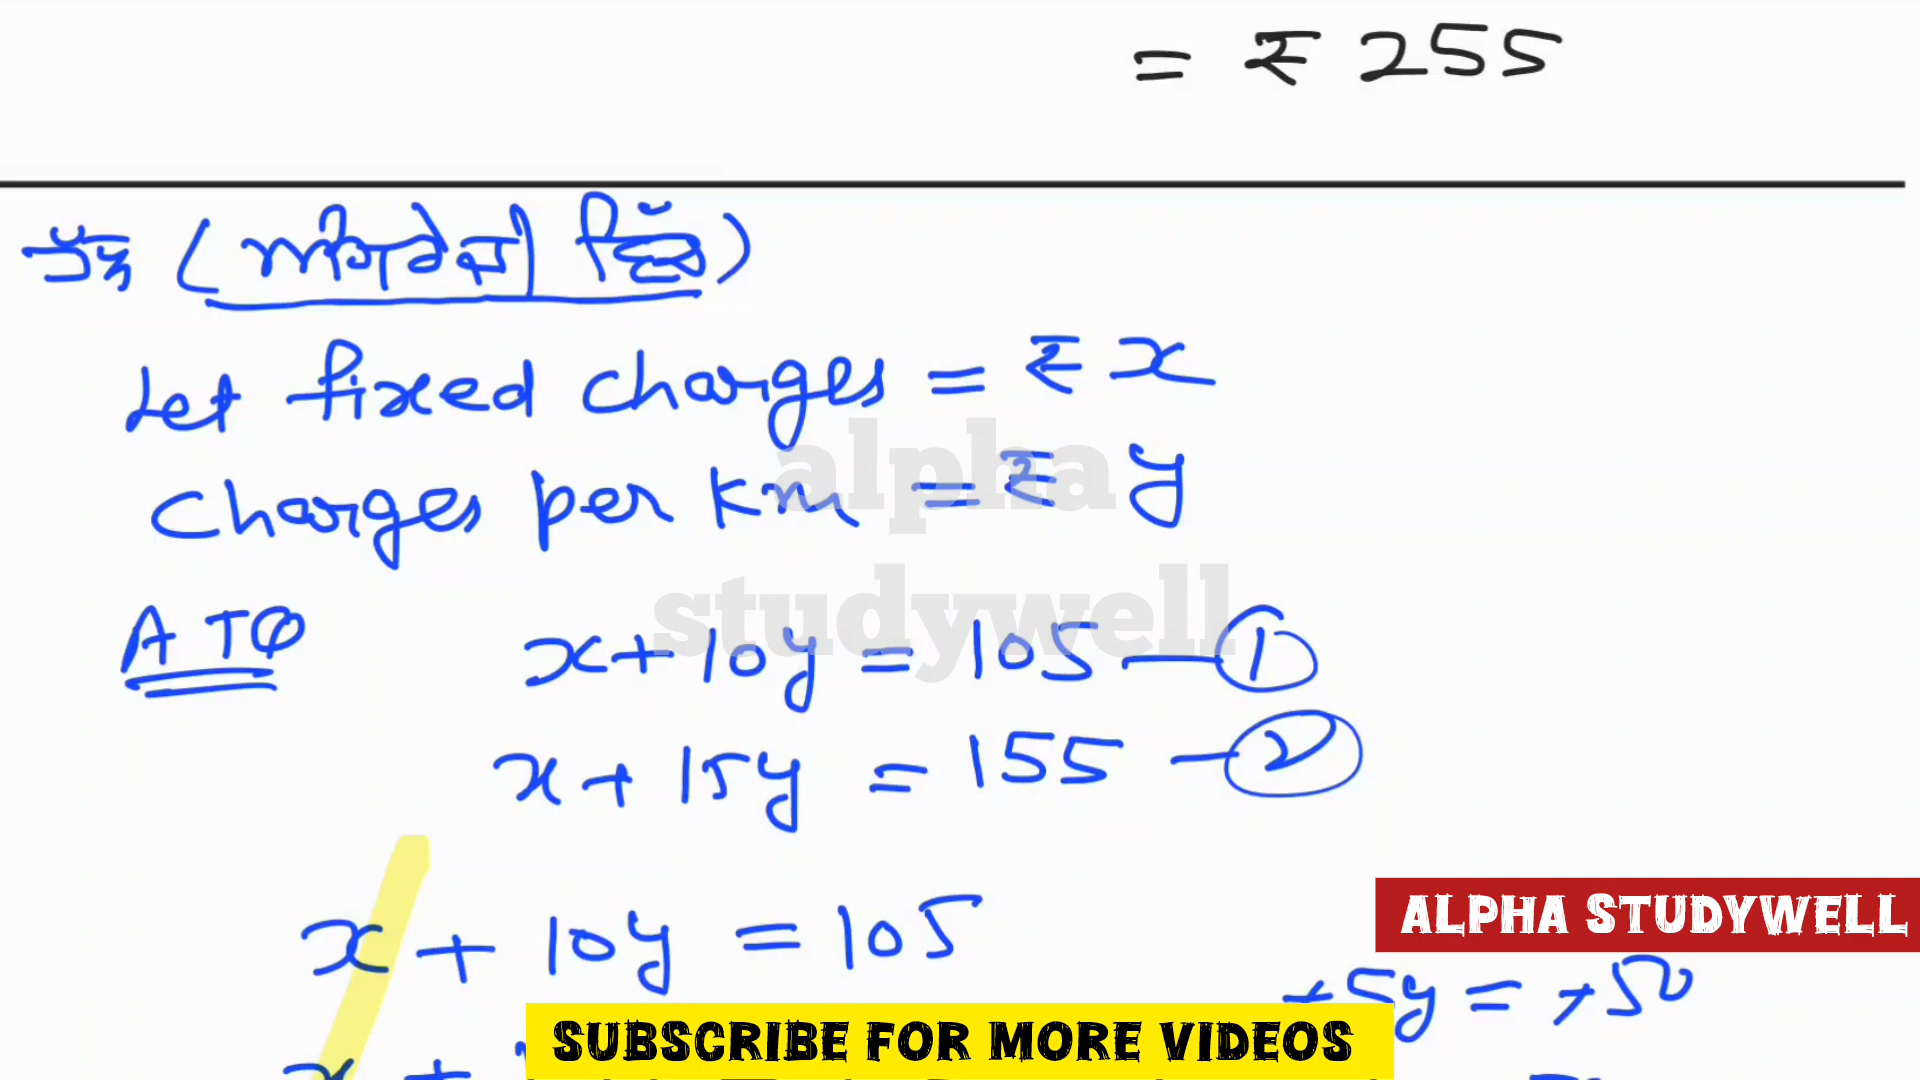 = ₹ 255
Let fixed charges = ₹ x
Charges per km = ₹ y
alpha
studywell
ATQ
x + 10y = 105 — ①
x + 15y = 155 — ②
x + 10y = 105
ALPHA STUDYWELL
+5y = +50
SUBSCRIBE FOR MORE VIDEOS